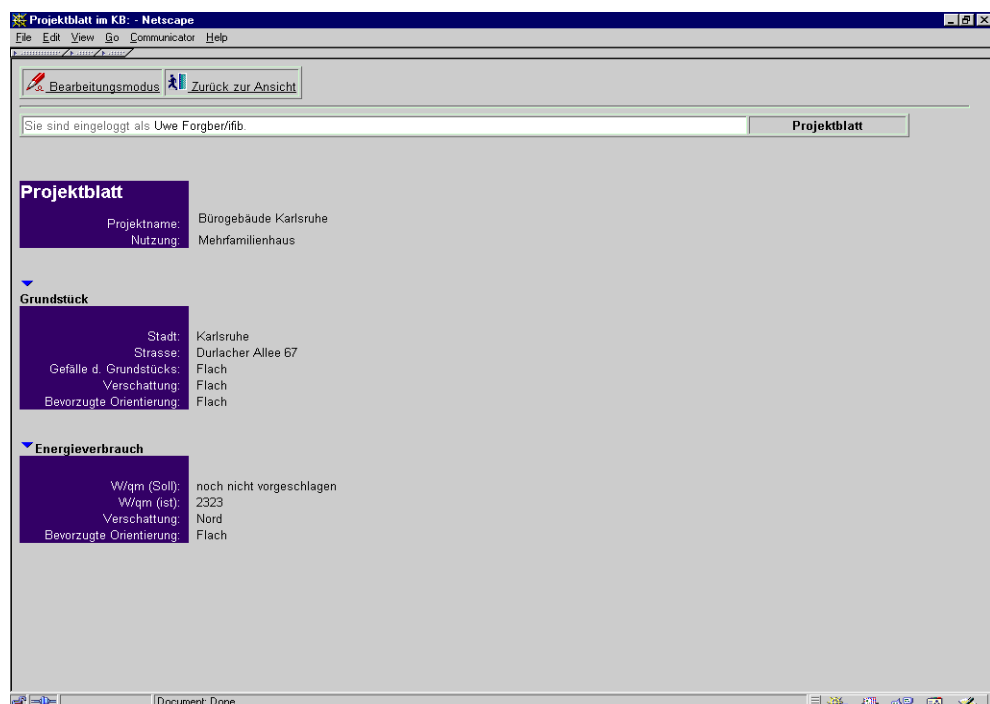 Projektblatt im KB: - Netscape
File Edit View Go Communicator Help
Bearbeitungsmodus Zurück zur Ansicht
Sie sind eingeloggt als Uwe Forgber/ifib. Projektblatt
Projektblatt
Projektname: Bürogebäude Karlsruhe
Nutzung: Mehrfamilienhaus
Grundstück
Stadt: Karlsruhe
Strasse: Durlacher Allee 67
Gefälle d. Grundstücks: Flach
Verschattung: Flach
Bevorzugte Orientierung: Flach
Energieverbrauch
W/qm (Soll): noch nicht vorgeschlagen
W/qm (ist): 2323
Verschattung: Nord
Bevorzugte Orientierung: Flach
Document: Done